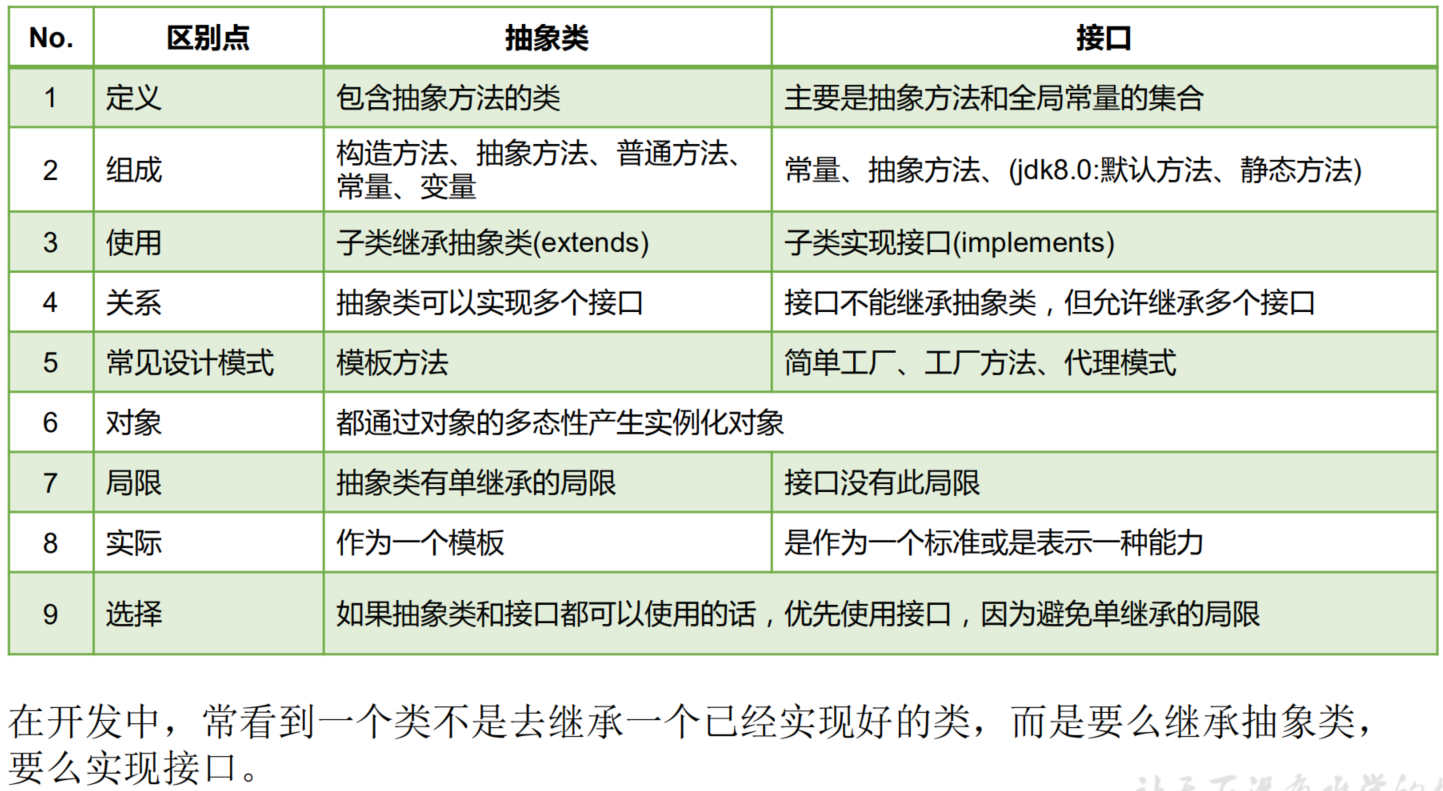 No. 区别点 抽象类 接口
1 定义 包含抽象方法的类 主要是抽象方法和全局常量的集合
2 组成 构造方法、抽象方法、普通方法、
常量、变量 常量、抽象方法、(jdk8.0:默认方法、静态方法)
3 使用 子类继承抽象类(extends) 子类实现接口(implements)
4 关系 抽象类可以实现多个接口 接口不能继承抽象类，但允许继承多个接口
5 常见设计模式 模板方法 简单工厂、工厂方法、代理模式
6 对象 都通过对象的多态性产生实例化对象
7 局限 抽象类有单继承的局限 接口没有此局限
8 实际 作为一个模板 是作为一个标准或是表示一种能力
9 选择 如果抽象类和接口都可以使用的话，优先使用接口，因为避免单继承的局限
在开发中，常看到一个类不是去继承一个已经实现好的类，而是要么继承抽象类，
要么实现接口。